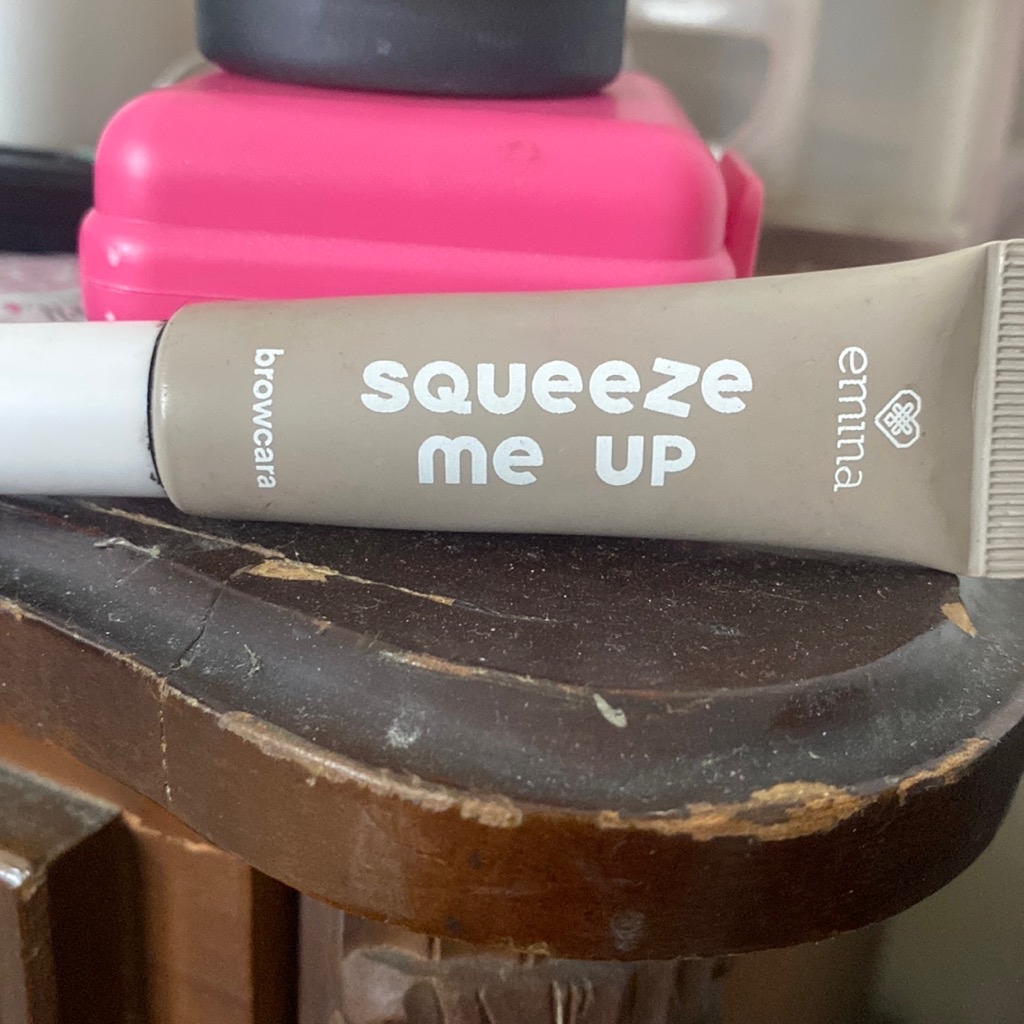 browcara
squeeze
me up
emina